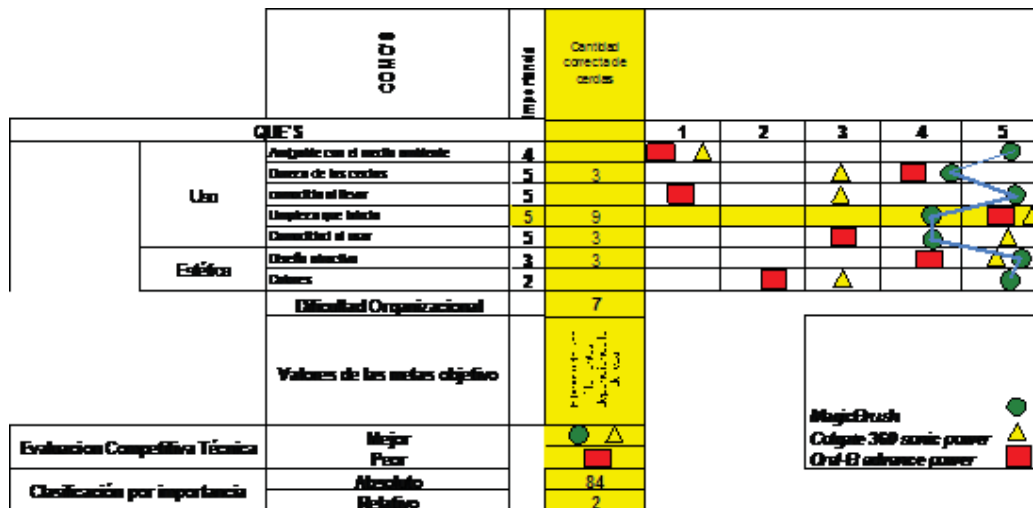 COMO'S
Importancia
Cantidad
correcta de
cerdas
QUE'S
1 2 3 4 5
Amigable con el medio ambiente 4
Uso
Dureza de las cerdas 5 3
5
Limpieza que brinda 5 9
Comodidad al usar 5 3
Estética
Diseño atractivo 3 3
Colores 2
Dificultad Organizacional 7
Valores de las metas objetivo
MagicBrush
Colgate 360 sonic power
Oral-B advance power
Evaluacion Competitiva Técnica
Mejor
Peor
Clasificación por importancia
Absoluto 84
Relativo 2